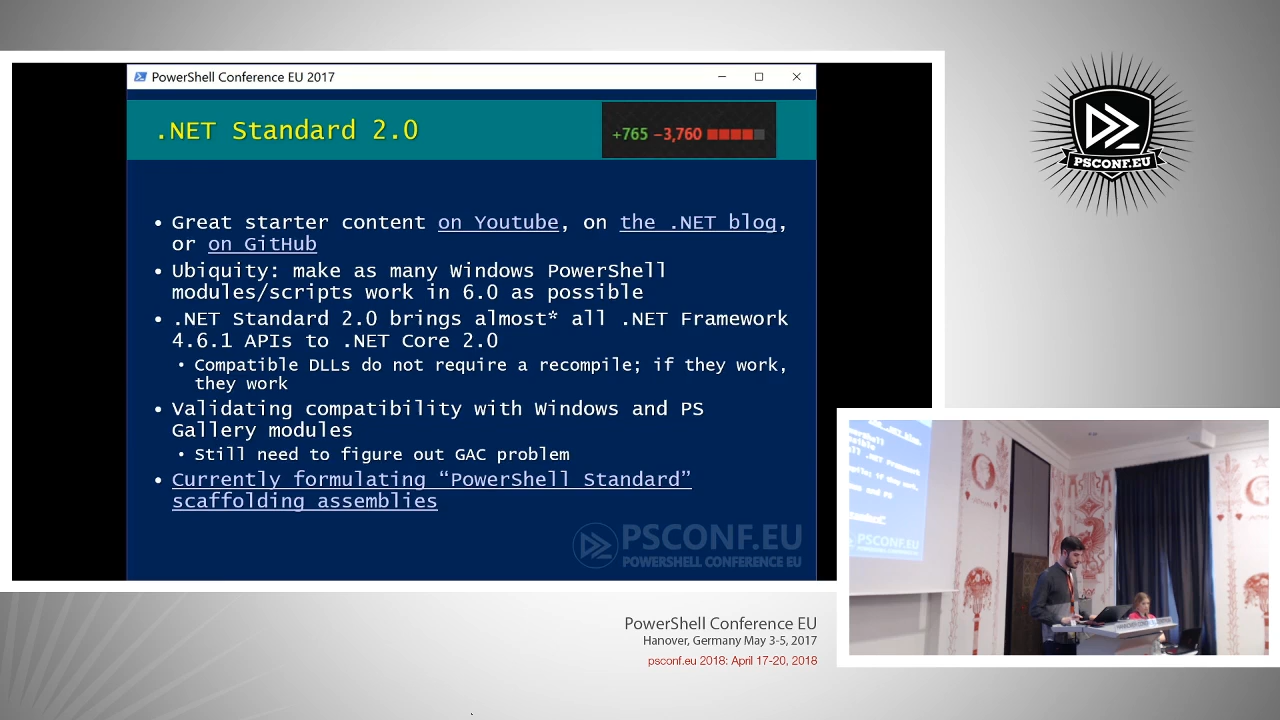 PowerShell Conference EU 2017
.NET Standard 2.0
+765 −3,760
• Great starter content on Youtube, on the .NET blog,
or on GitHub
• Ubiquity: make as many Windows PowerShell
modules/scripts work in 6.0 as possible
• .NET Standard 2.0 brings almost* all .NET Framework
4.6.1 APIs to .NET Core 2.0
• Compatible DLLs do not require a recompile; if they work,
they work
• Validating compatibility with Windows and PS
Gallery modules
• Still need to figure out GAC problem
• Currently formulating “PowerShell Standard”
scaffolding assemblies
PSCONF.EU
POWERSHELL CONFERENCE EU
PSCONF.EU
PSCONF.EU
PowerShell Conference EU
Hanover, Germany May 3-5, 2017
psconf.eu 2018: April 17-20, 2018